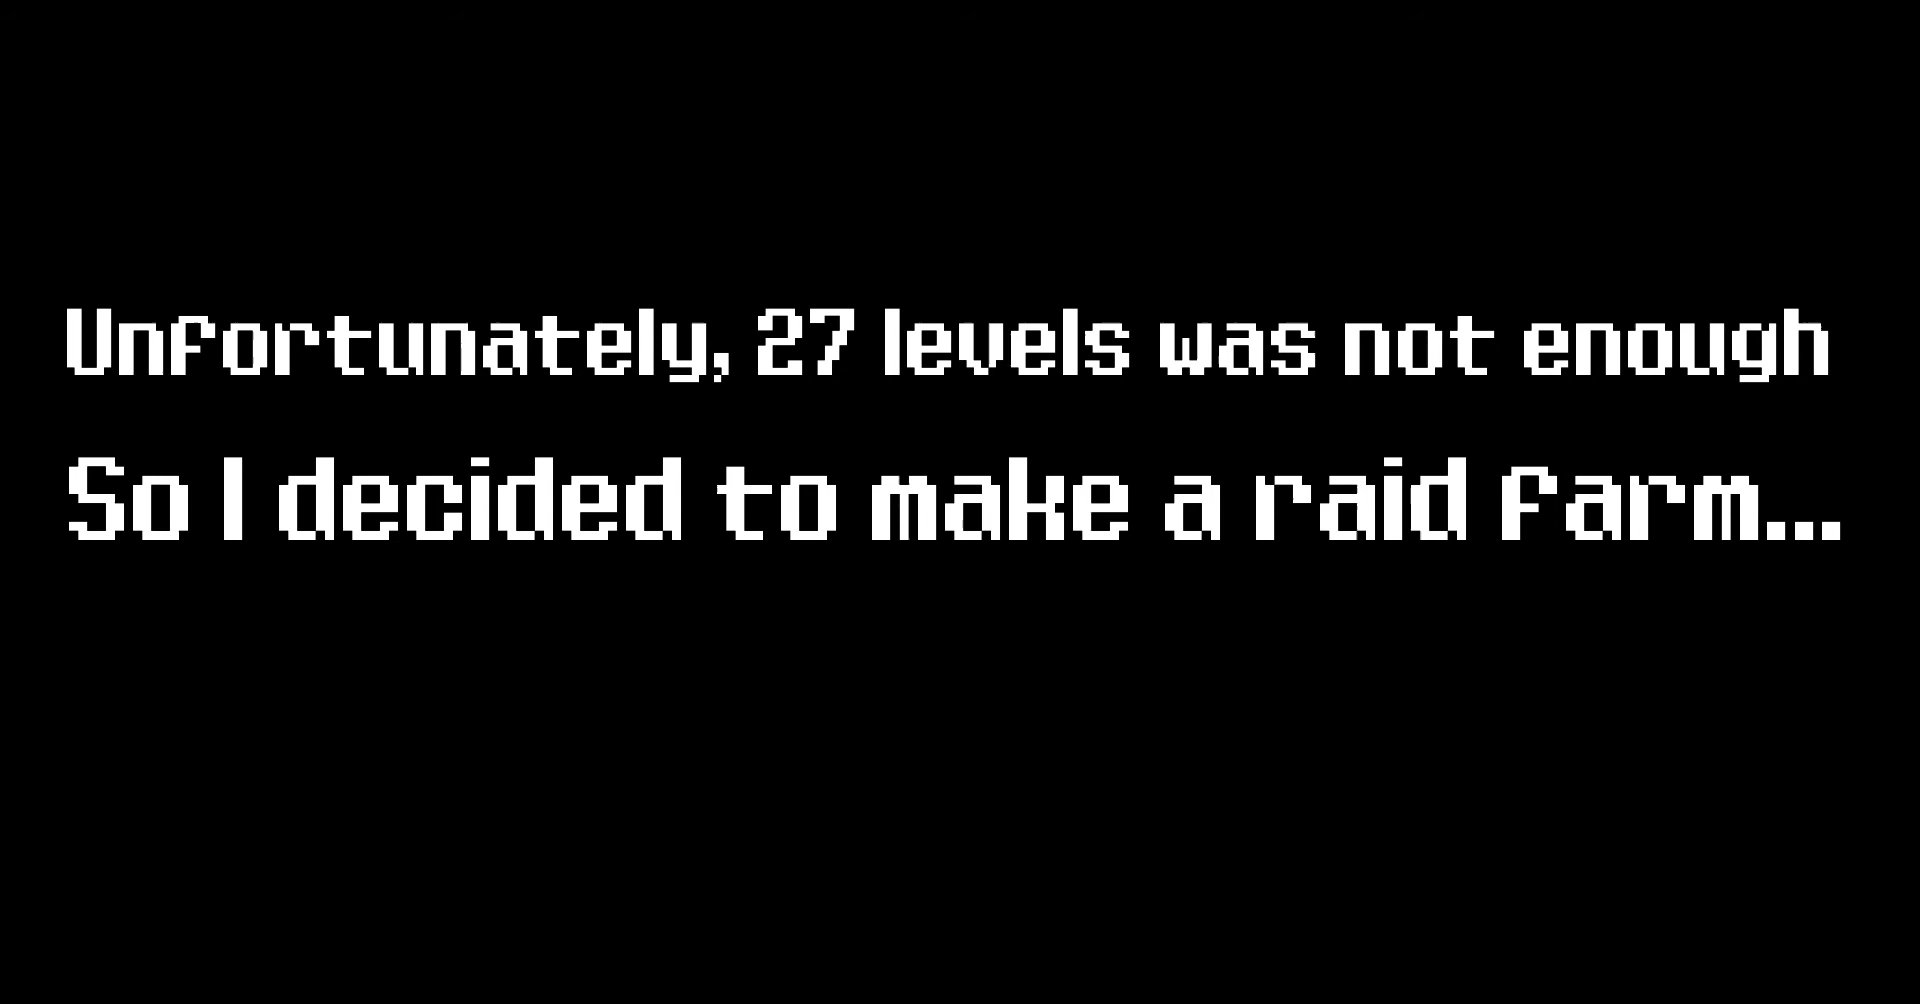 Unfortunately, 27 levels was not enough
So I decided to make a raid farm...